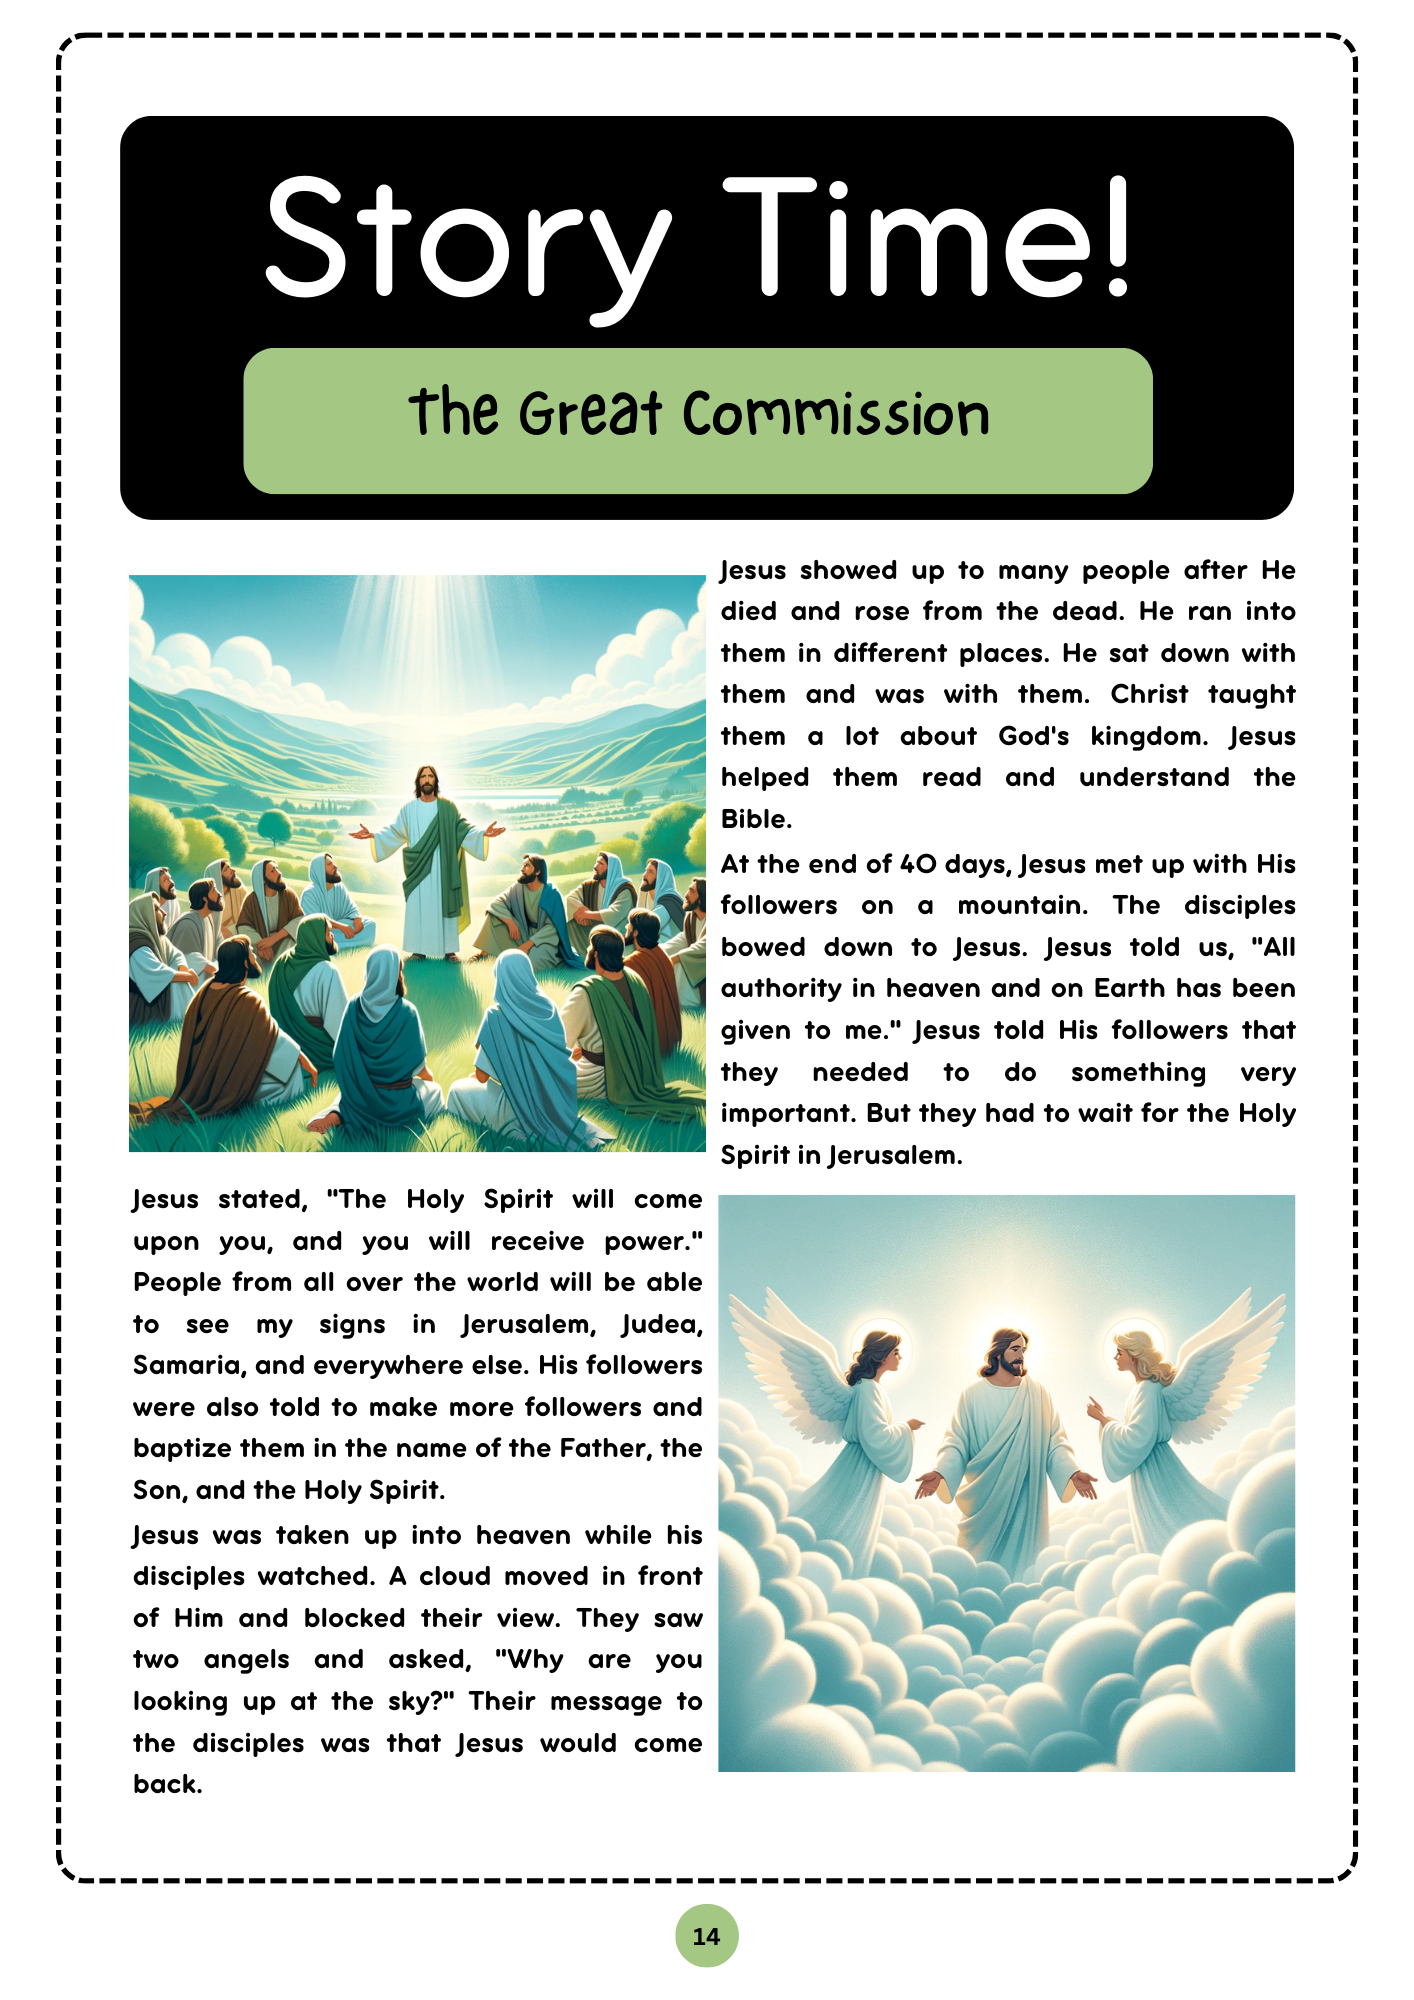 Story Time!
The Great Commission
Jesus showed up to many people after He
died and rose from the dead. He ran into
them in different places. He sat down with
them and was with them. Christ taught
them a lot about God's kingdom. Jesus
helped them read and understand the
Bible.
At the end of 40 days, Jesus met up with His
followers on a mountain. The disciples
bowed down to Jesus. Jesus told us, "All
authority in heaven and on Earth has been
given to me." Jesus told His followers that
they needed to do something very
important. But they had to wait for the Holy
Spirit in Jerusalem.
Jesus stated, "The Holy Spirit will come
upon you, and you will receive power."
People from all over the world will be able
to see my signs in Jerusalem, Judea,
Samaria, and everywhere else. His followers
were also told to make more followers and
baptize them in the name of the Father, the
Son, and the Holy Spirit.
Jesus was taken up into heaven while his
disciples watched. A cloud moved in front
of Him and blocked their view. They saw
two angels and asked, "Why are you
looking up at the sky?" Their message to
the disciples was that Jesus would come
back.
14